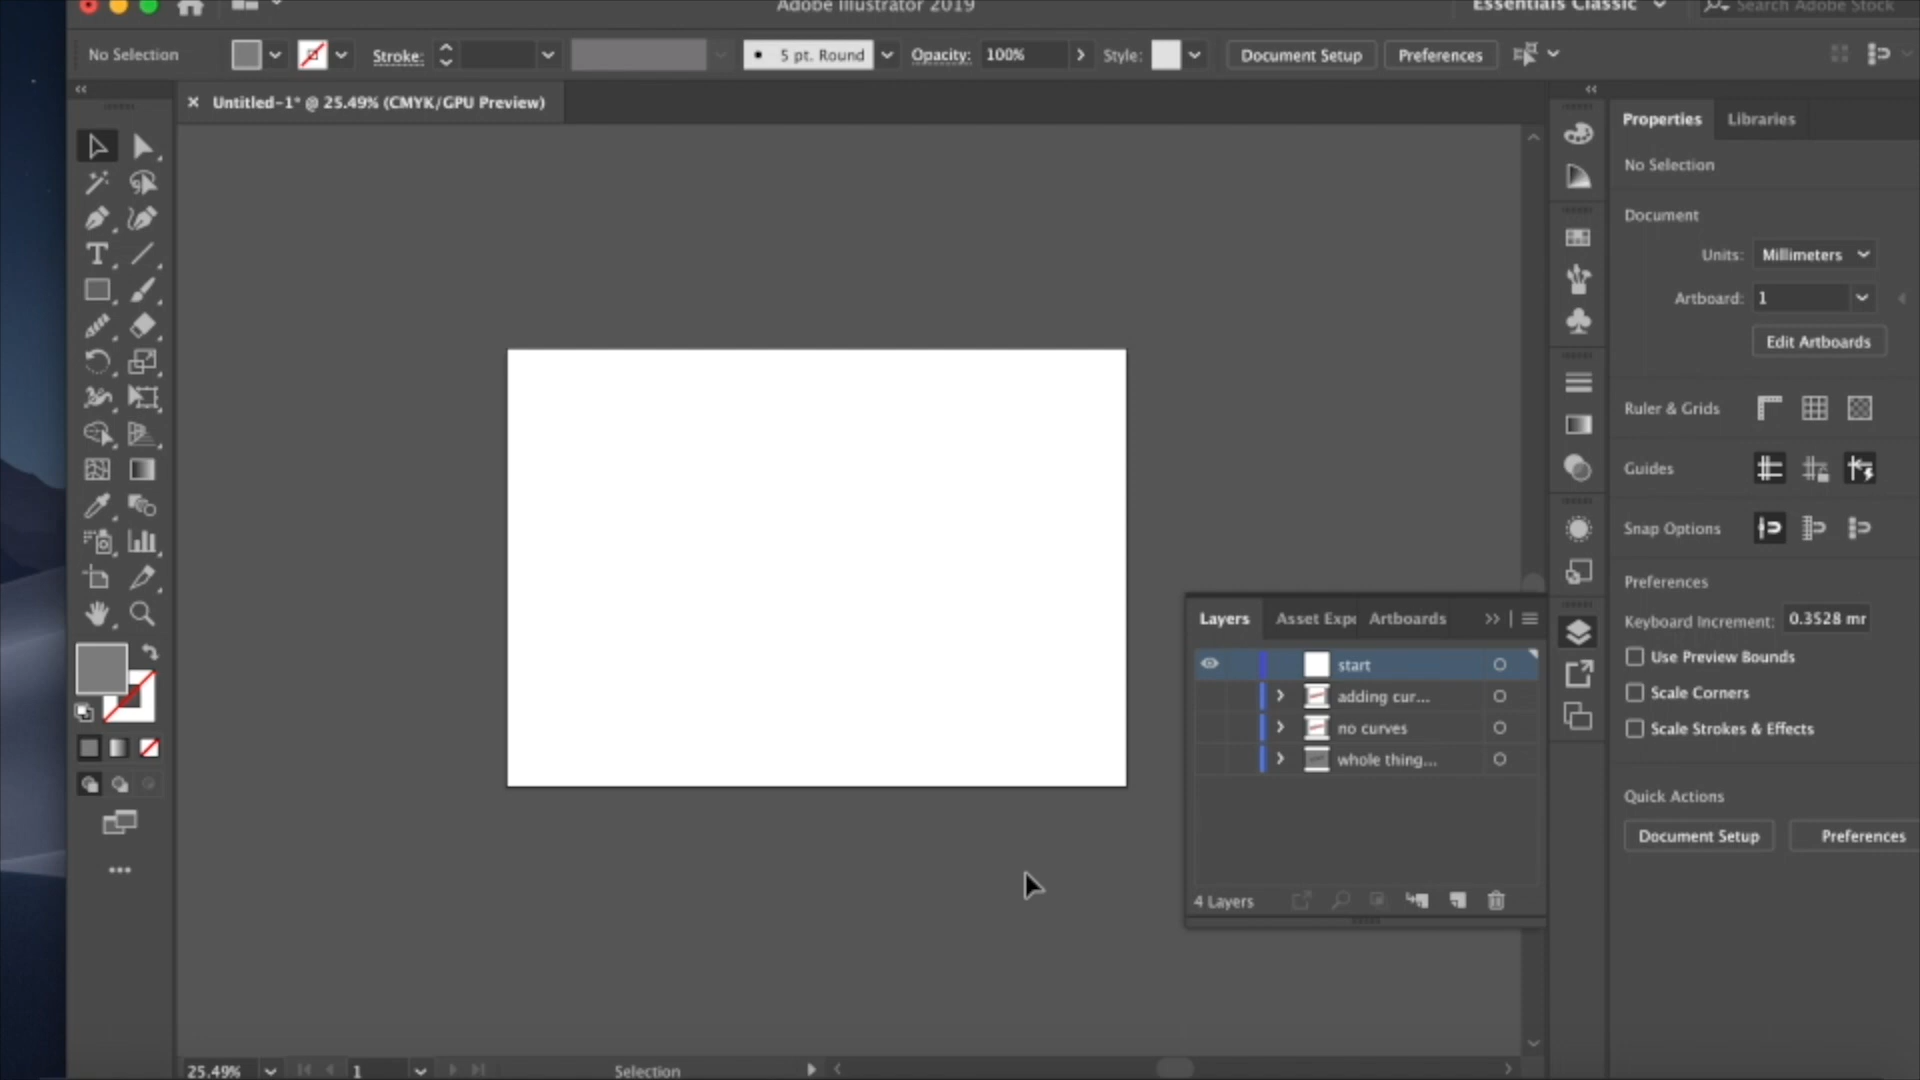 Adobe Illustrator 2019
Essentials Classic
Search Adobe Stock
No Selection
Stroke:
5 pt. Round
Opacity:
100%
Style:
Document Setup
Preferences
Untitled-1* @ 25.49% (CMYK/GPU Preview)
Properties
Libraries
No Selection
Document
Units:
Millimeters
Artboard:
1
Edit Artboards
Ruler & Grids
Guides
Snap Options
Preferences
Keyboard Increment:
0.3528 mr
Use Preview Bounds
Scale Corners
Scale Strokes & Effects
Quick Actions
Document Setup
Preferences
Layers
Asset Exp
Artboards
start
adding cur...
no curves
whole thing...
4 Layers
25.49%
1
Selection